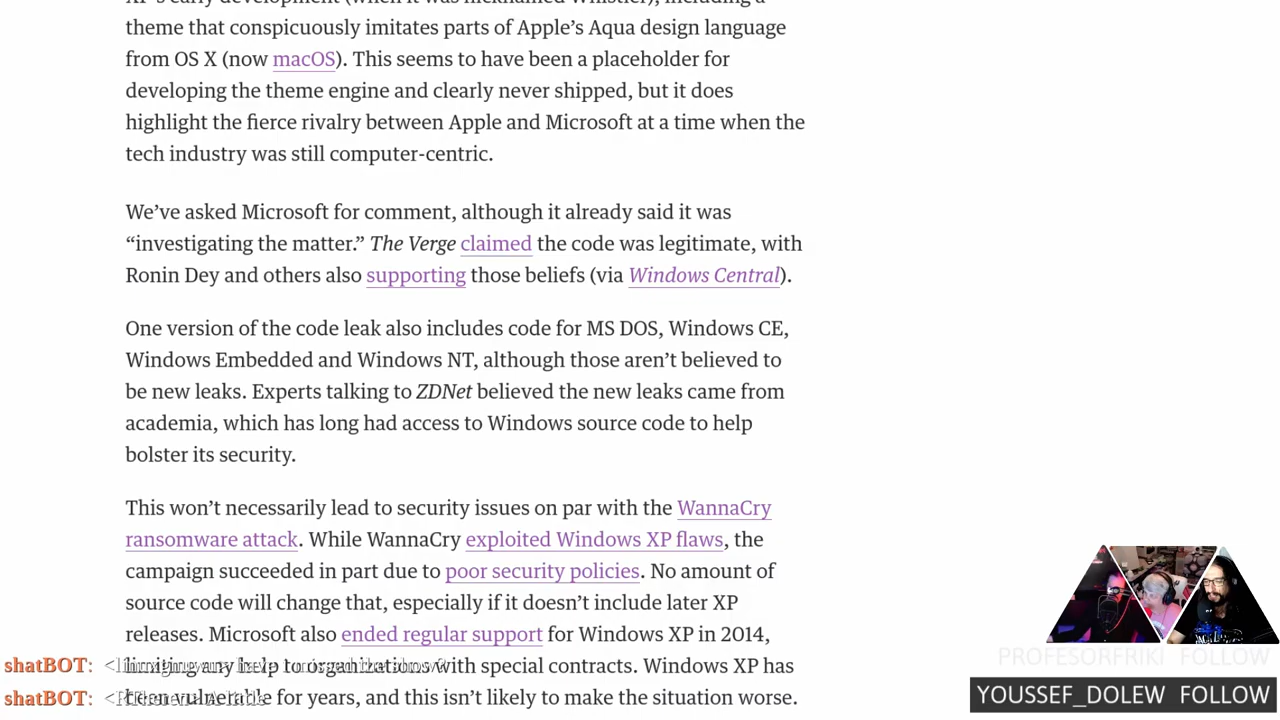 theme that conspicuously imitates parts of Apple’s Aqua design language
from OS X (now macOS). This seems to have been a placeholder for
developing the theme engine and clearly never shipped, but it does
highlight the fierce rivalry between Apple and Microsoft at a time when the
tech industry was still computer-centric.
We’ve asked Microsoft for comment, although it already said it was
“investigating the matter.” The Verge claimed the code was legitimate, with
Ronin Dey and others also supporting those beliefs (via Windows Central).
One version of the code leak also includes code for MS DOS, Windows CE,
Windows Embedded and Windows NT, although those aren’t believed to
be new leaks. Experts talking to ZDNet believed the new leaks came from
academia, which has long had access to Windows source code to help
bolster its security.
This won’t necessarily lead to security issues on par with the WannaCry
ransomware attack. While WannaCry exploited Windows XP flaws, the
campaign succeeded in part due to poor security policies. No amount of
source code will change that, especially if it doesn’t include later XP
releases. Microsoft also ended regular support for Windows XP in 2014,
help with special contracts. Windows XP has
for years, and this isn’t likely to make the situation worse.
shatBOT:
shatBOT:
PROFESORFRIKI FOLLOW
YOUSSEF_DOLEW FOLLOW